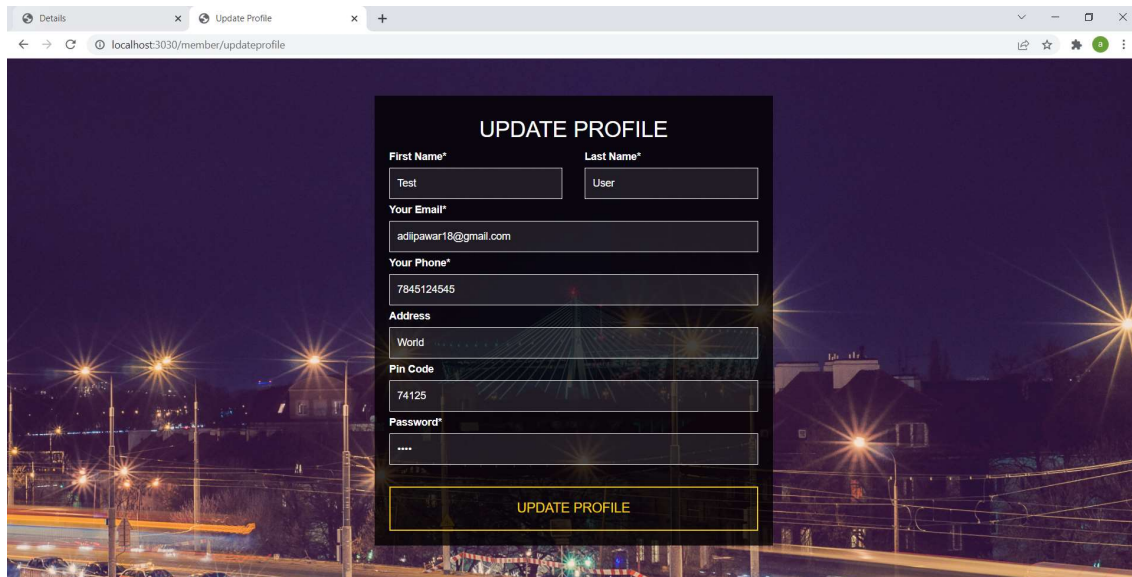 Details
Update Profile
localhost:3030/member/updateprofile
a
UPDATE PROFILE
First Name* Last Name*
Test User
Your Email*
adiipawar18@gmail.com
Your Phone*
7845124545
Address
World
Pin Code
74125
Password*
••••
UPDATE PROFILE